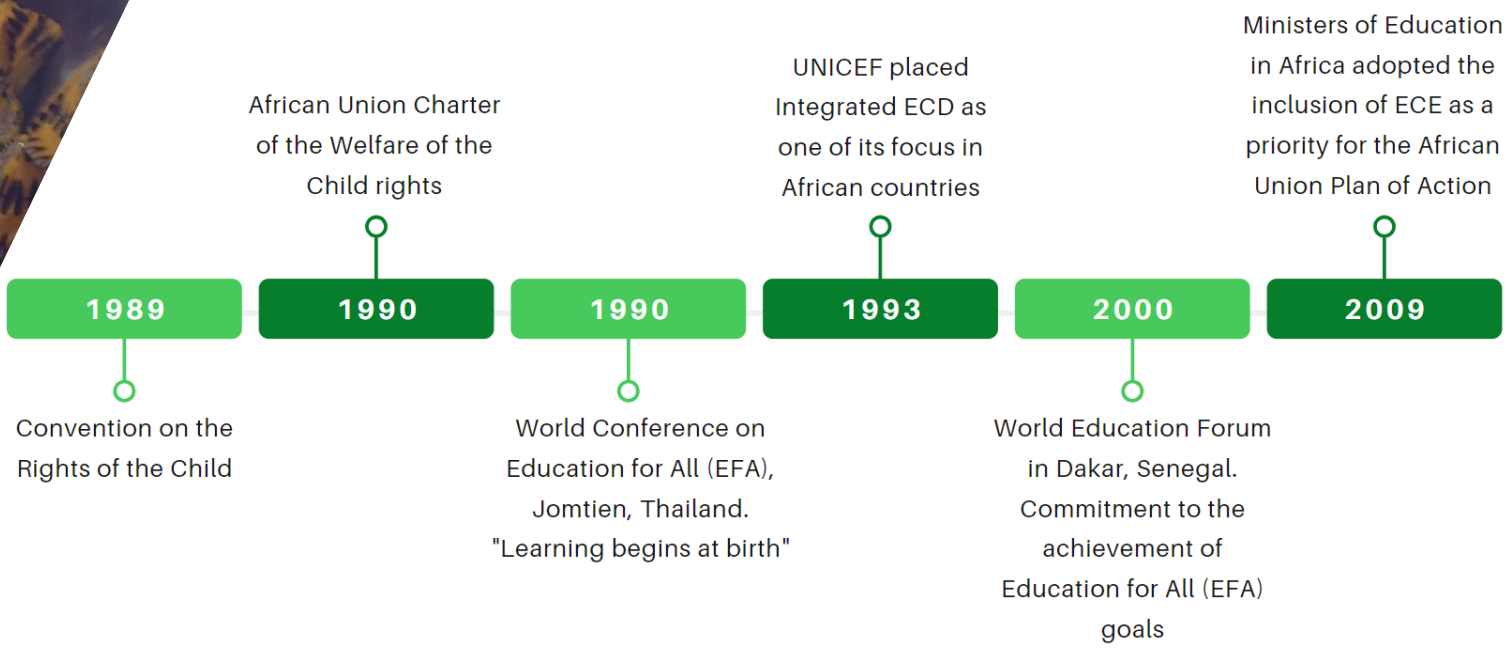 1989
Convention on the
Rights of the Child
African Union Charter
of the Welfare of the
Child rights
1990
1990
World Conference on
Education for All (EFA),
Jomtien, Thailand.
"Learning begins at birth"
UNICEF placed
Integrated ECD as
one of its focus in
African countries
1993
2000
World Education Forum
in Dakar, Senegal.
Commitment to the
achievement of
Education for All (EFA)
goals
Ministers of Education
in Africa adopted the
inclusion of ECE as a
priority for the African
Union Plan of Action
2009